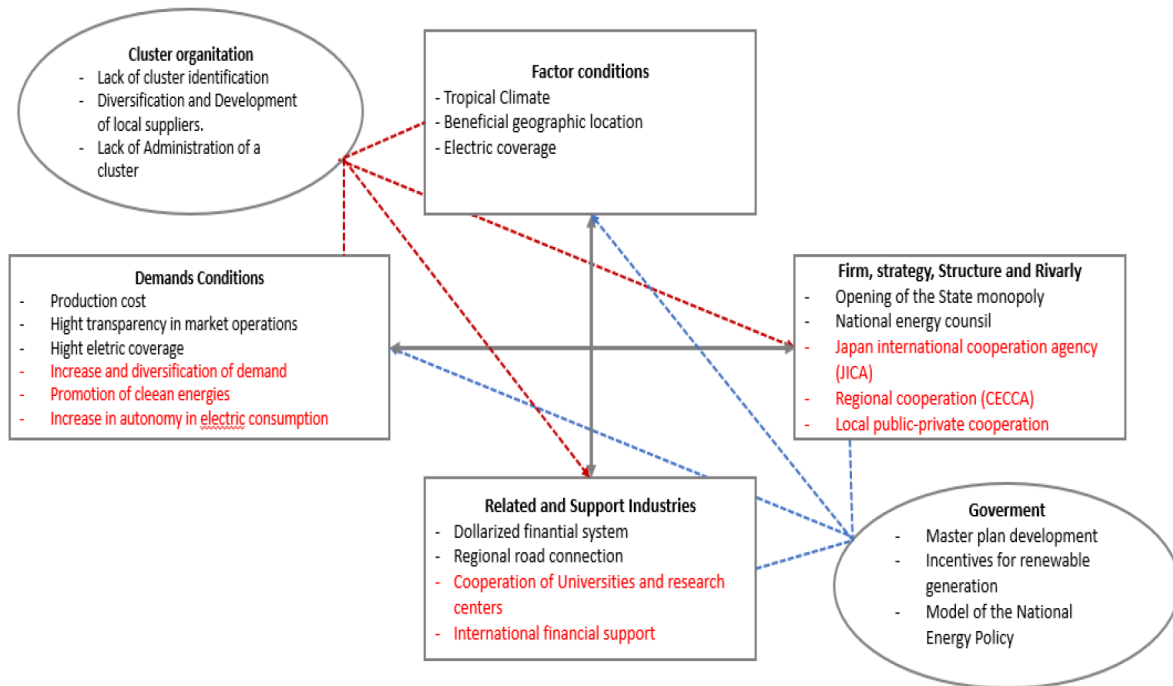 Cluster organitation
- Lack of cluster identification
- Diversification and Development
of local suppliers.
- Lack of Administration of a
cluster
Factor conditions
- Tropical Climate
- Beneficial geographic location
- Electric coverage
Demands Conditions
- Production cost
- Hight transparency in market operations
- Hight eletric coverage
- Increase and diversification of demand
- Promotion of cleean energies
- Increase in autonomy in electric consumption
Firm, strategy, Structure and Rivarly
- Opening of the State monopoly
- National energy counsil
- Japan international cooperation agency
(JICA)
- Regional cooperation (CECCA)
- Local public-private cooperation
Related and Support Industries
- Dollarized finantial system
- Regional road connection
- Cooperation of Universities and research
centers
- International financial support
Goverment
- Master plan development
- Incentives for renewable
generation
- Model of the National
Energy Policy